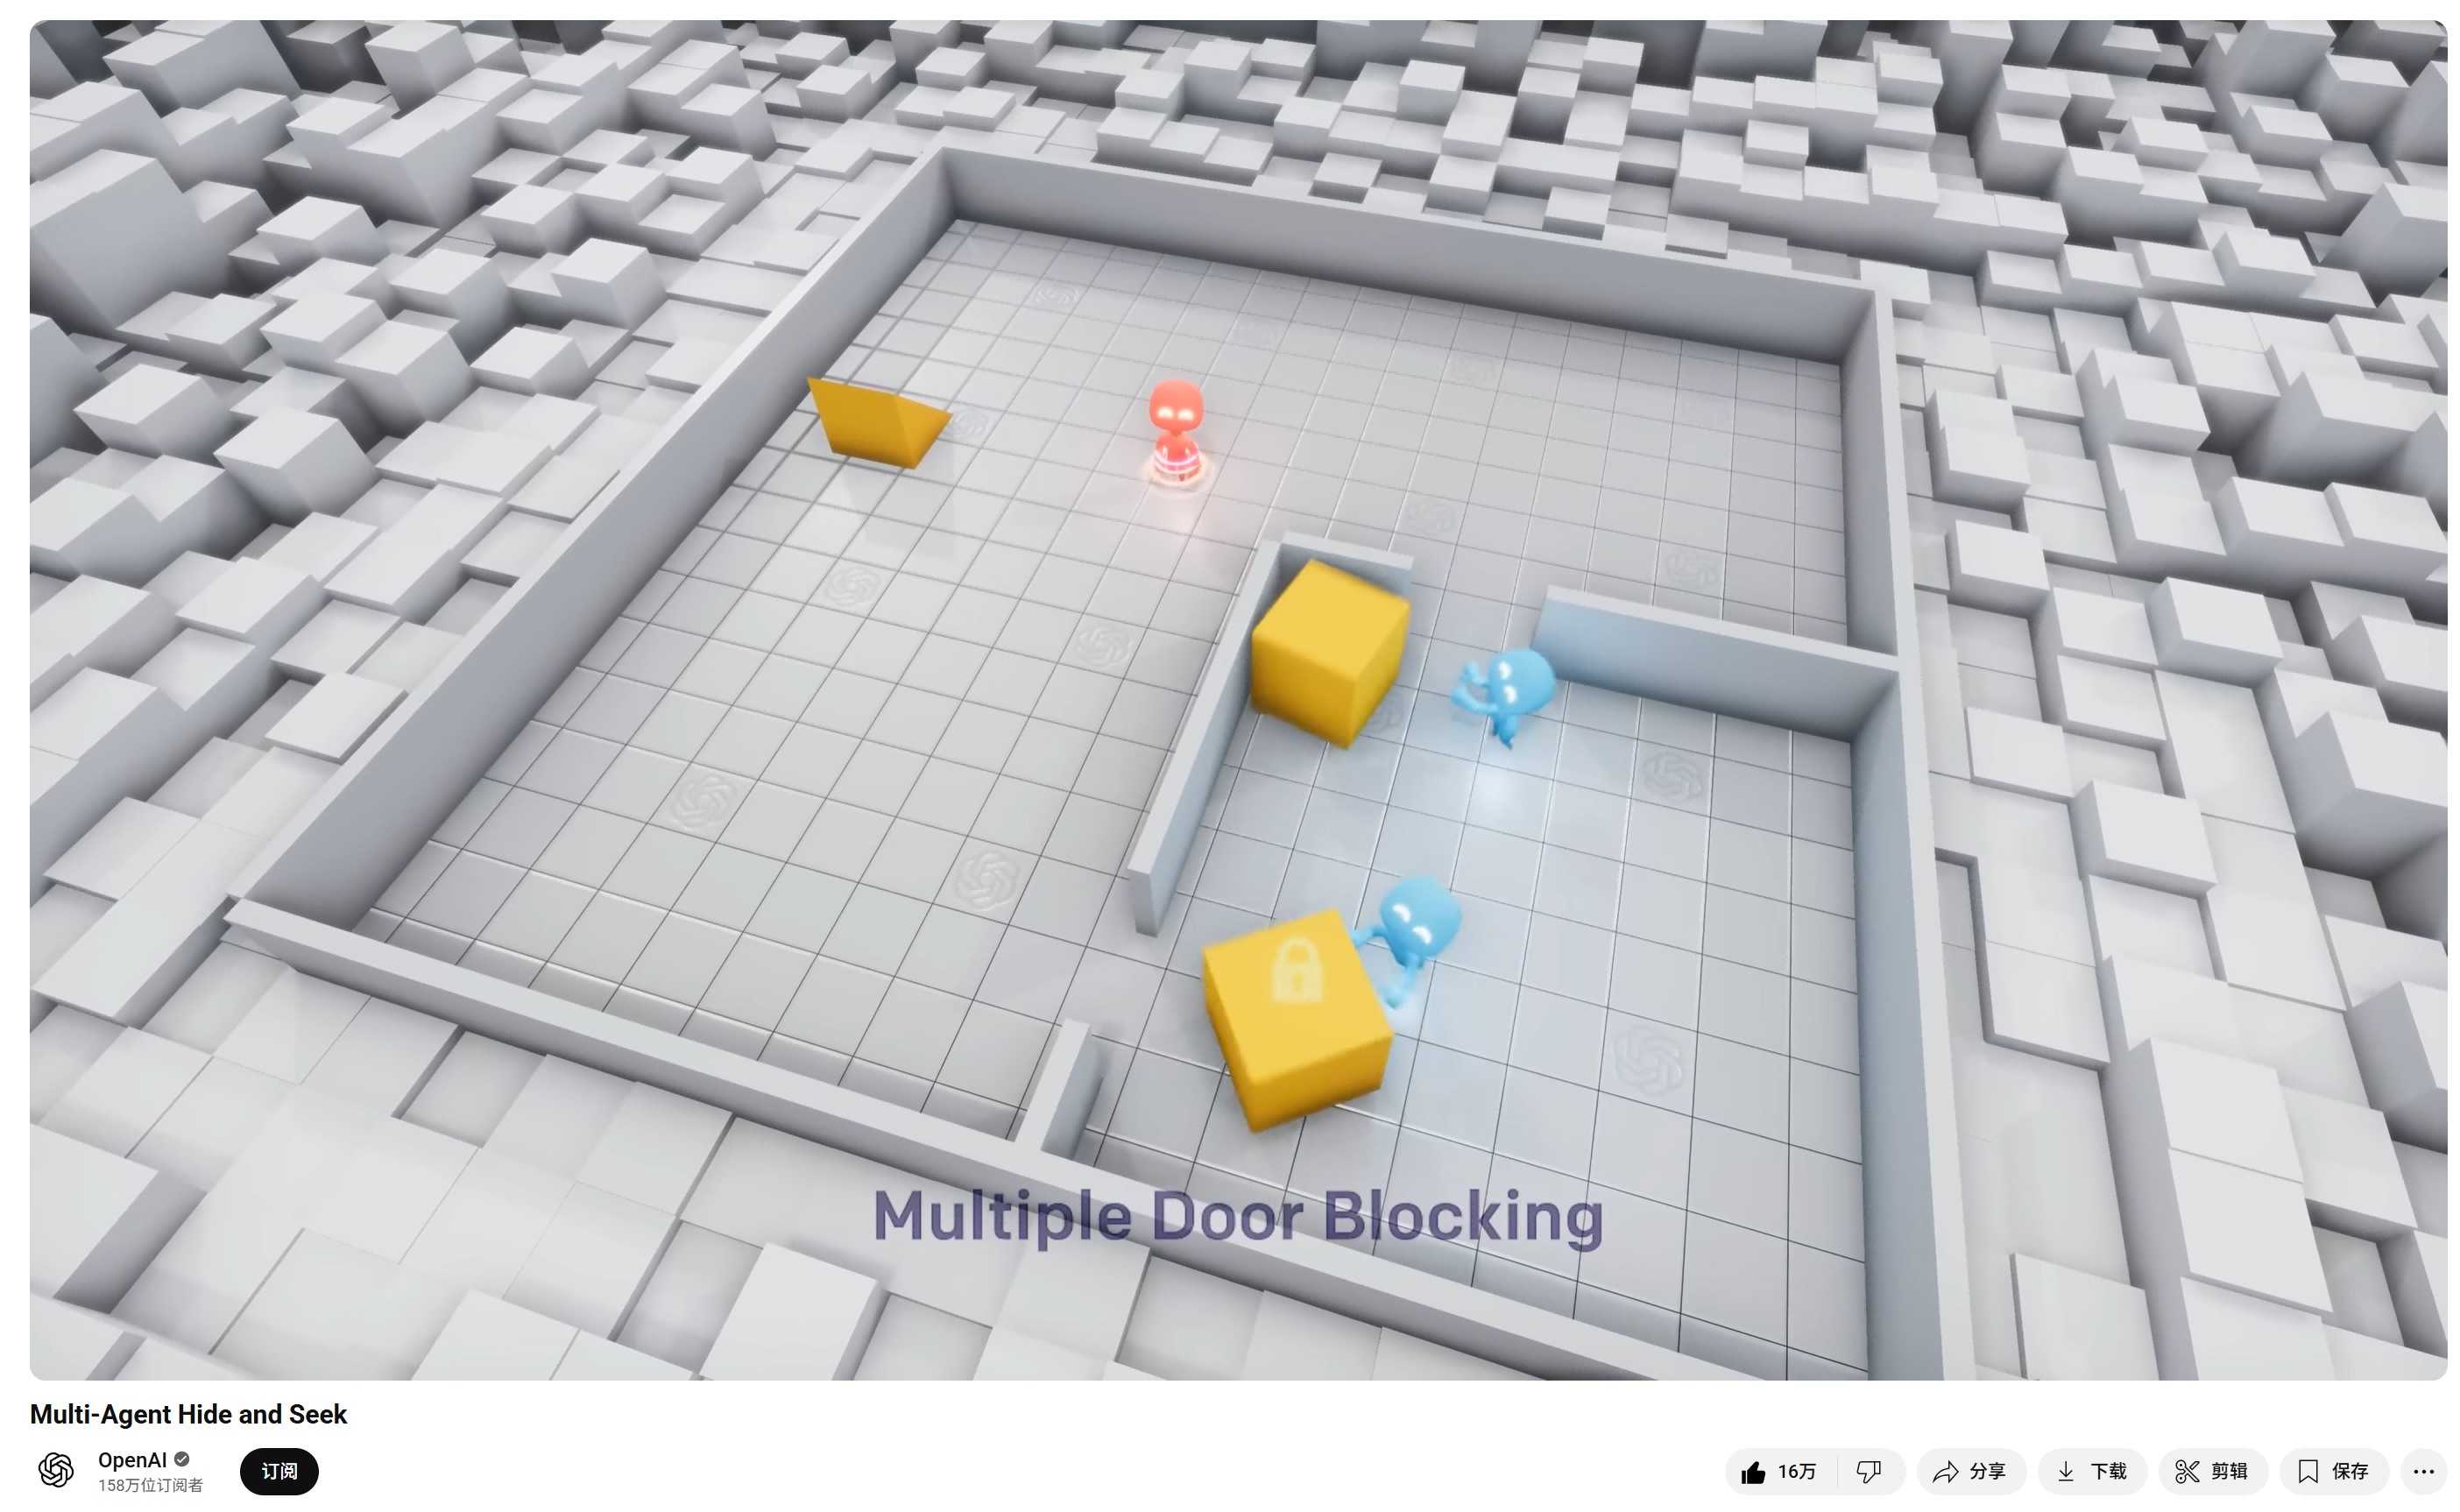 Multiple Door Blocking
Multi-Agent Hide and Seek
OpenAI
158万位订阅者
订阅
16万
分享
下载
剪辑
保存